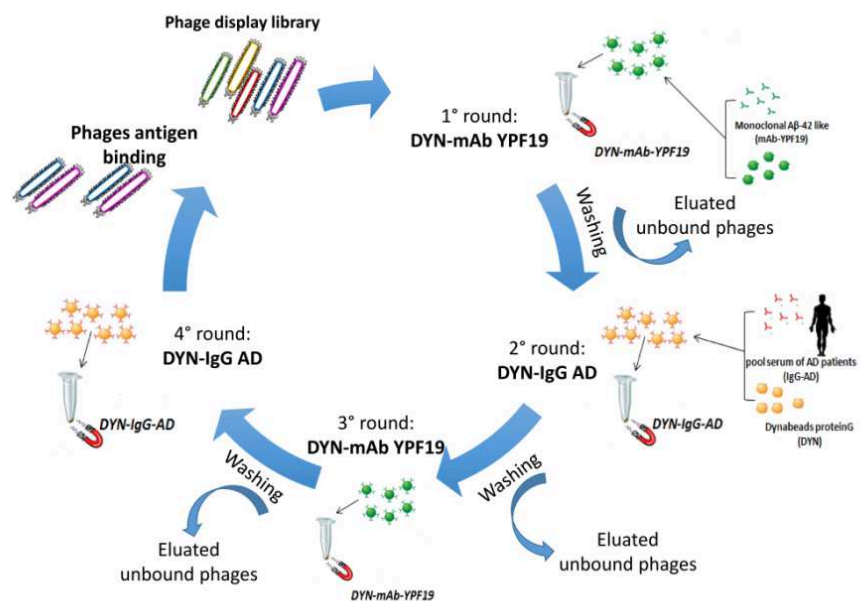 Phage display library
Phages antigen
binding
1° round:
DYN-mAb YPF19
DYN-mAb-YPF19
Monoclonal Aβ-42 like
(mAb-YPF19)
Washing
Eluated
unbound phages
2° round:
DYN-IgG AD
DYN-IgG-AD
pool serum of AD patients
(IgG-AD)
Dynabeads proteinG
(DYN)
Washing
Eluated
unbound phages
3° round:
DYN-mAb YPF19
DYN-mAb-YPF19
Washing
Eluated
unbound phages
4° round:
DYN-IgG AD
DYN-IgG-AD